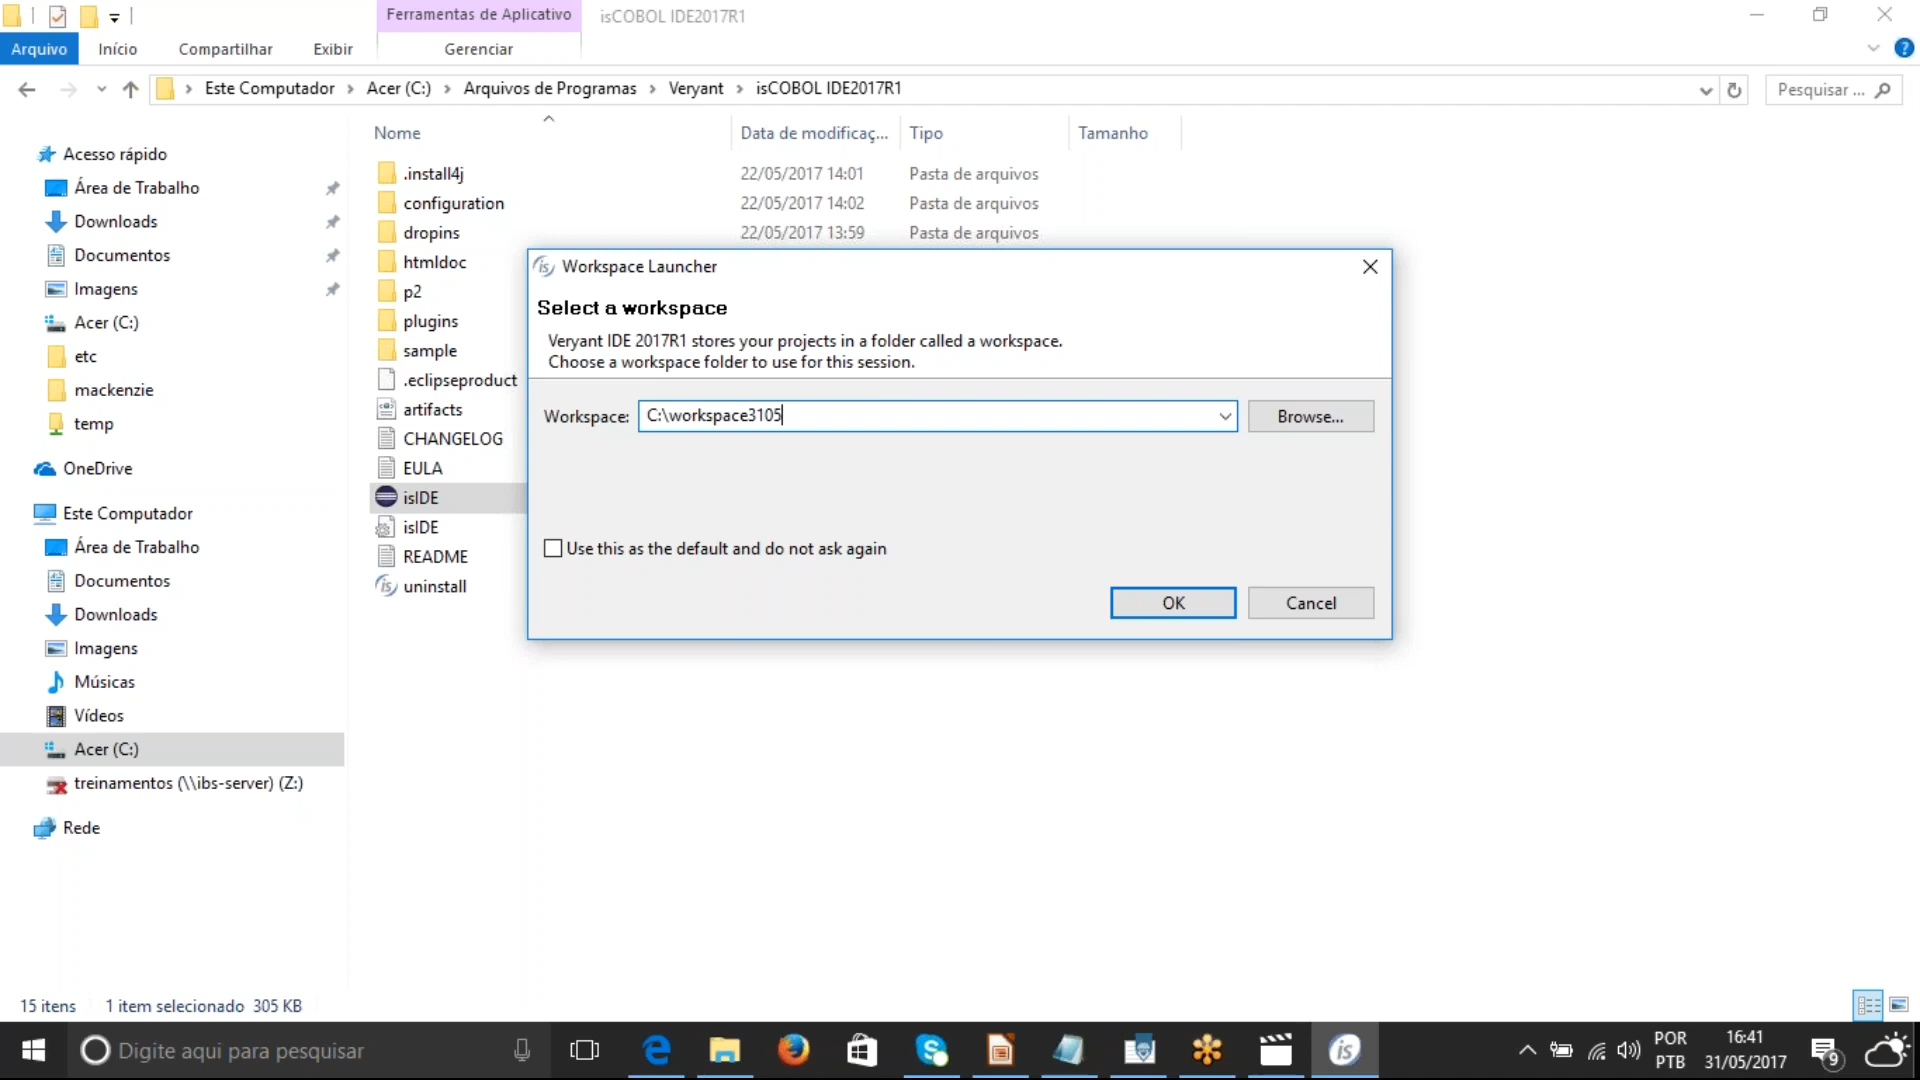 Ferramentas de Aplicativo
isCOBOL IDE2017R1
Arquivo
Início
Compartilhar
Exibir
Gerenciar
Este Computador
Acer (C:)
Arquivos de Programas
Veryant
isCOBOL IDE2017R1
Pesquisar ...
Nome
Data de modificaç...
Tipo
Tamanho
Acesso rápido
Área de Trabalho
Downloads
Documentos
Imagens
Acer (C:)
etc
mackenzie
temp
OneDrive
Este Computador
Área de Trabalho
Documentos
Downloads
Imagens
Músicas
Vídeos
Acer (C:)
treinamentos (\\ibs-server) (Z:)
Rede
.install4j 22/05/2017 14:01 Pasta de arquivos
configuration 22/05/2017 14:02 Pasta de arquivos
dropins 22/05/2017 13:59 Pasta de arquivos
htmldoc
p2
plugins
sample
.eclipseproduct
artifacts
CHANGELOG
EULA
isIDE
isIDE
README
uninstall
Workspace Launcher
Select a workspace
Veryant IDE 2017R1 stores your projects in a folder called a workspace.
Choose a workspace folder to use for this session.
Workspace: C:\workspace3105
Browse...
Use this as the default and do not ask again
OK
Cancel
15 itens 1 item selecionado 305 KB
Digite aqui para pesquisar
is
POR
PTB
16:41
31/05/2017
9